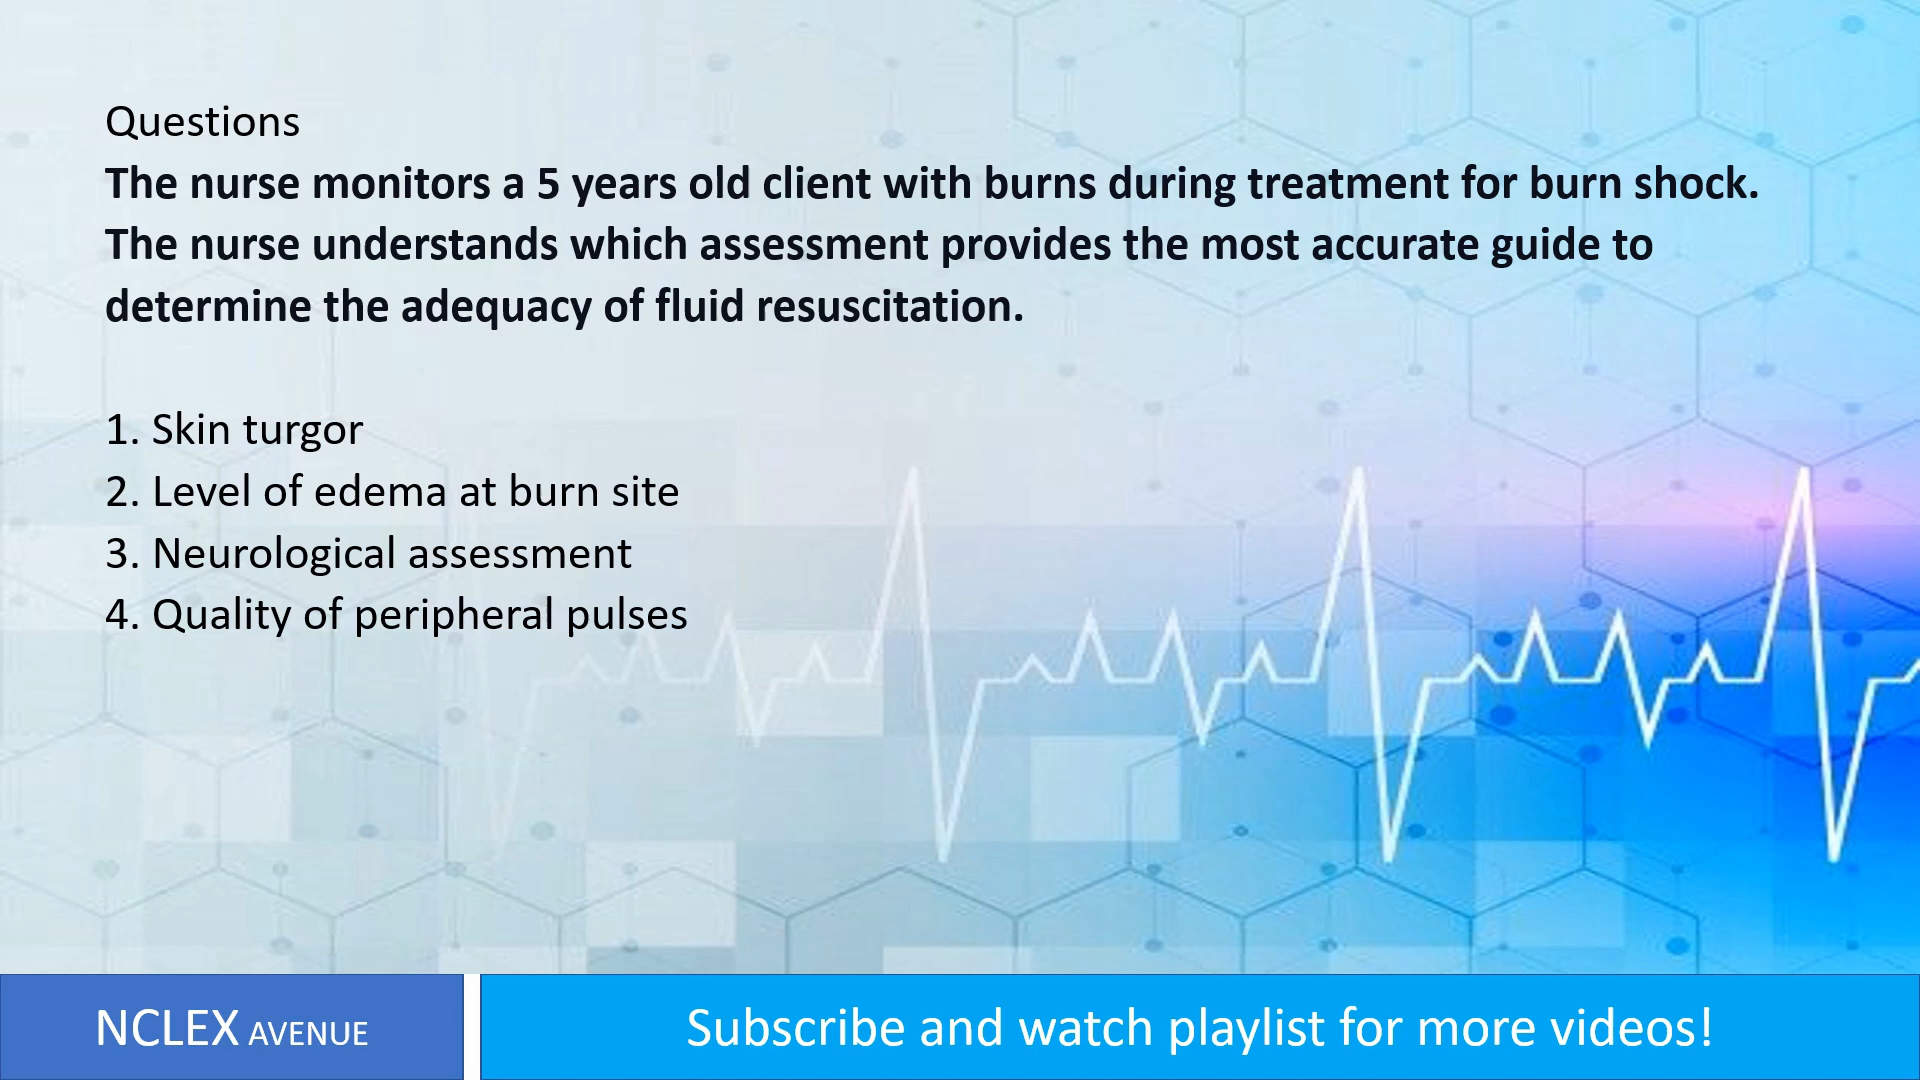 Questions
The nurse monitors a 5 years old client with burns during treatment for burn shock.
The nurse understands which assessment provides the most accurate guide to
determine the adequacy of fluid resuscitation.
1. Skin turgor
2. Level of edema at burn site
3. Neurological assessment
4. Quality of peripheral pulses
NCLEX AVENUE
Subscribe and watch playlist for more videos!